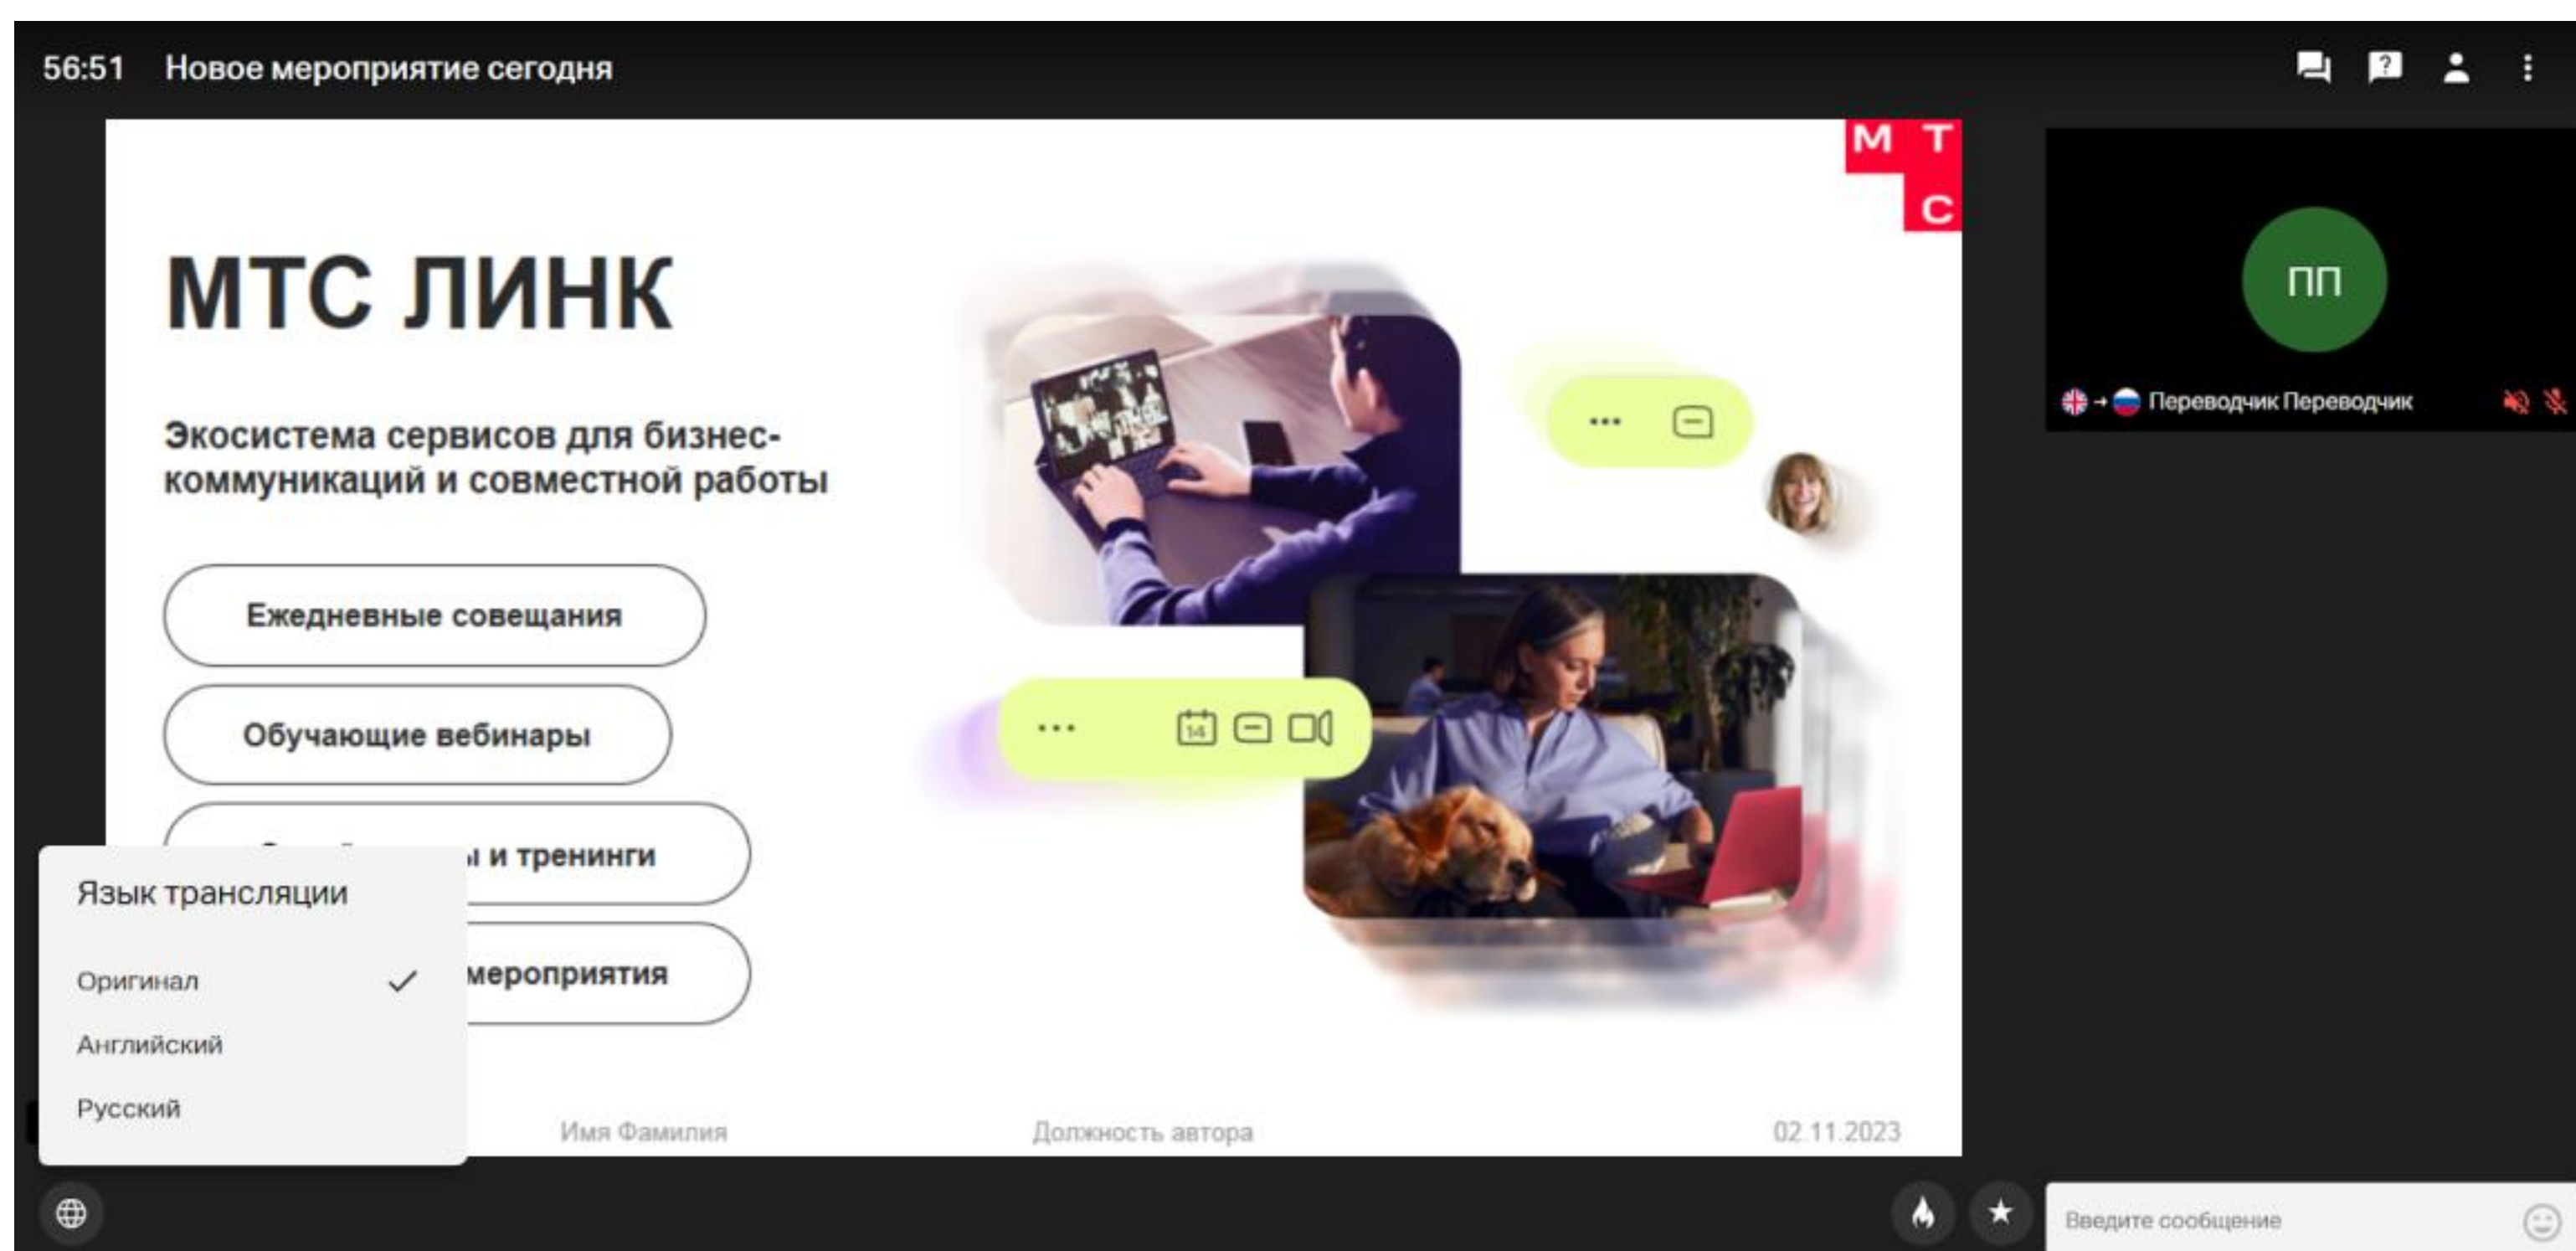 56:51 Новое мероприятие сегодня
М Т
С
МТС ЛИНК
Экосистема сервисов для бизнес-
коммуникаций и совместной работы
Ежедневные совещания
Обучающие вебинары
и тренинги
мероприятия
Имя Фамилия Должность автора 02.11.2023
Язык трансляции
Оригинал
Английский
Русский
14
ПП
Переводчик Переводчик
Введите сообщение